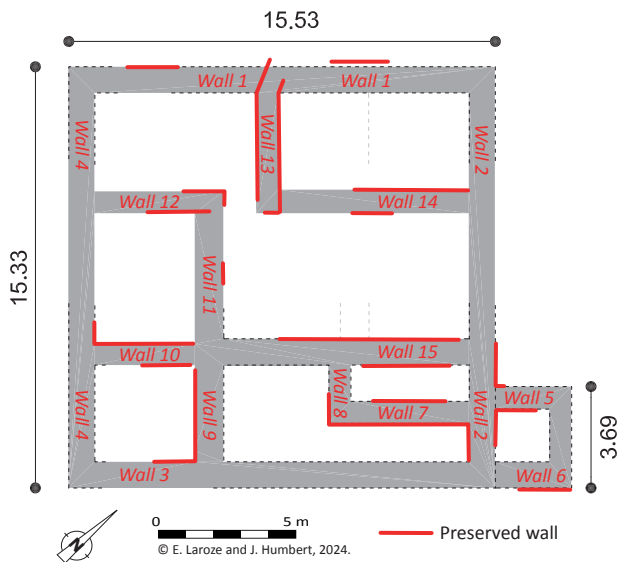 15.53
Wall 1
Wall 1
Wall 4
Wall 13
Wall 2
Wall 12
Wall 14
15.33
Wall 11
Wall 10
Wall 15
Wall 4
Wall 9
Wall 8
Wall 7
Wall 2
Wall 5
3.69
Wall 3
Wall 6
N
0
5 m
Preserved wall
© E. Laroze and J. Humbert, 2024.